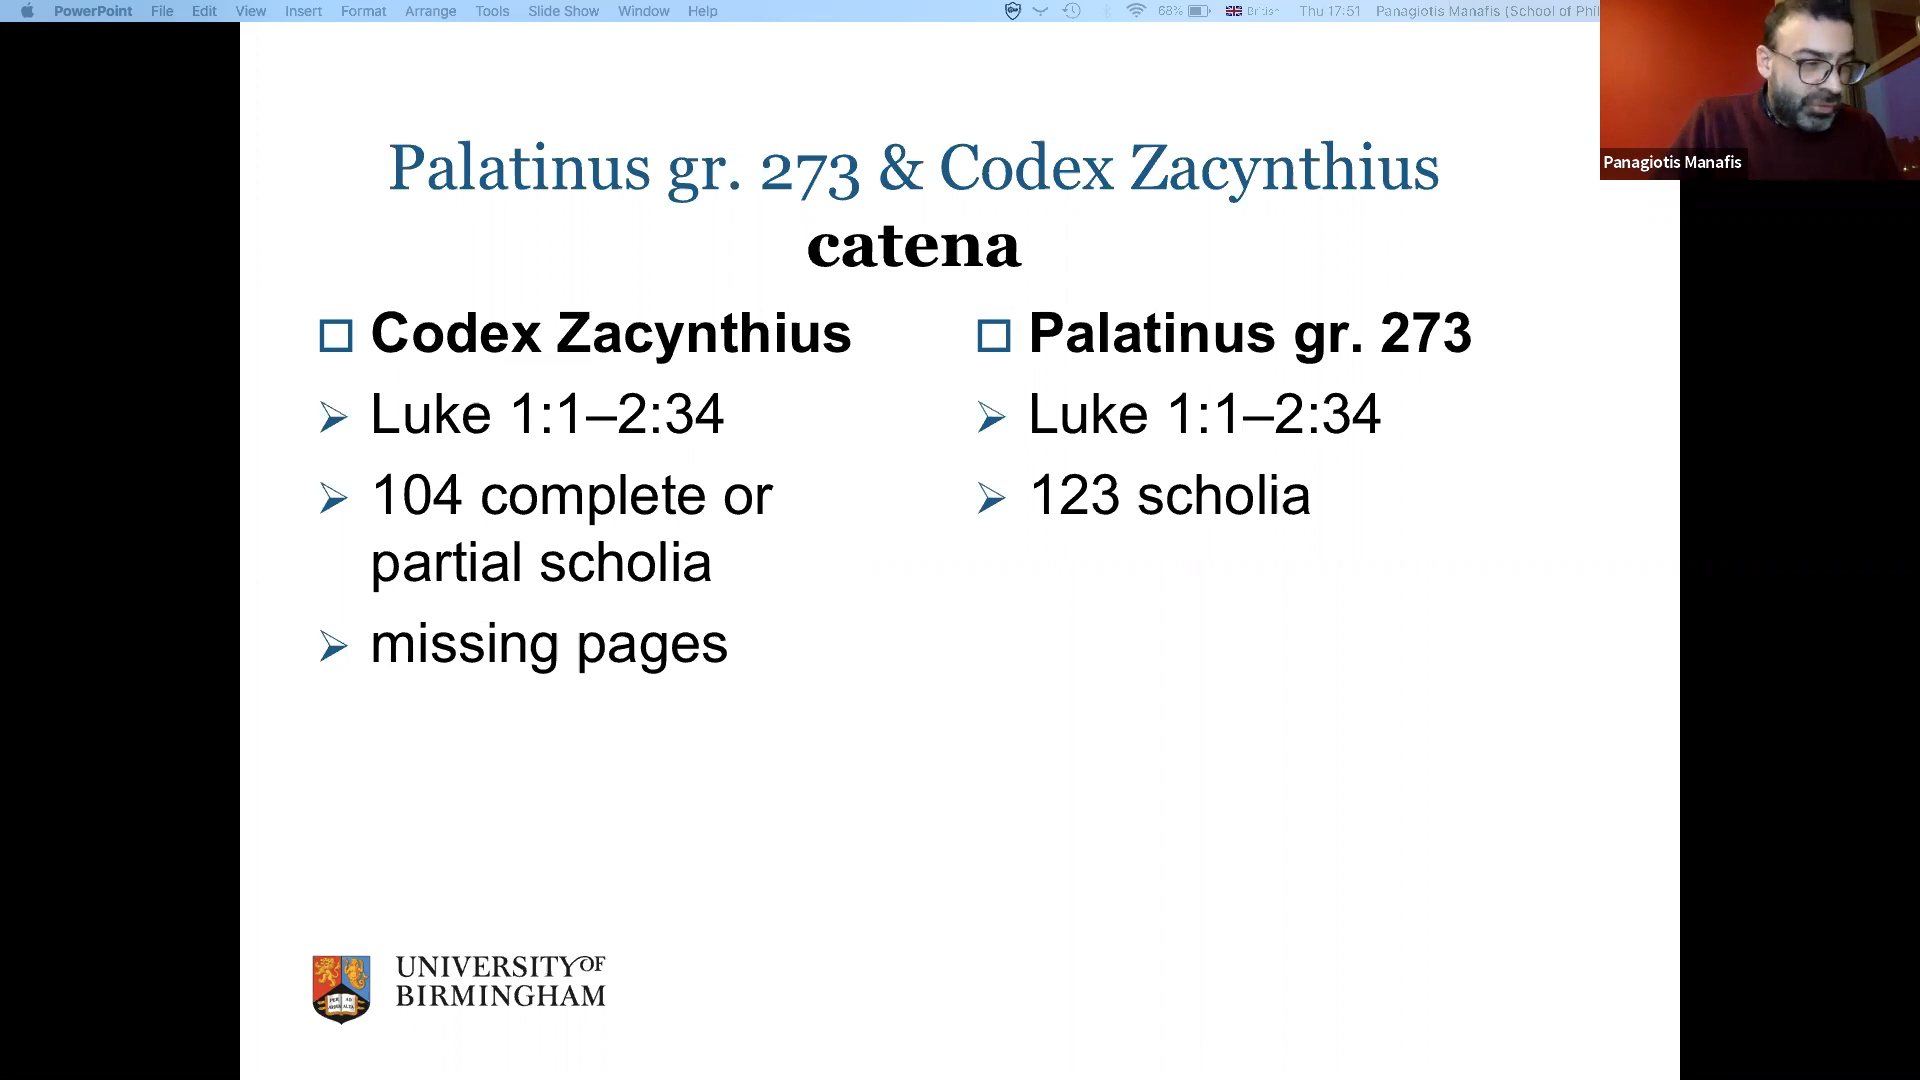 PowerPoint File Edit View Insert Format Arrange Tools Slide Show Window Help 68% British Thu 17:51 Panagiotis Manafis (School of Phil
Panagiotis Manafis
Palatinus gr. 273 & Codex Zacynthius
catena
Codex Zacynthius
Luke 1:1–2:34
104 complete or
partial scholia
missing pages
Palatinus gr. 273
Luke 1:1–2:34
123 scholia
UNIVERSITY OF
BIRMINGHAM